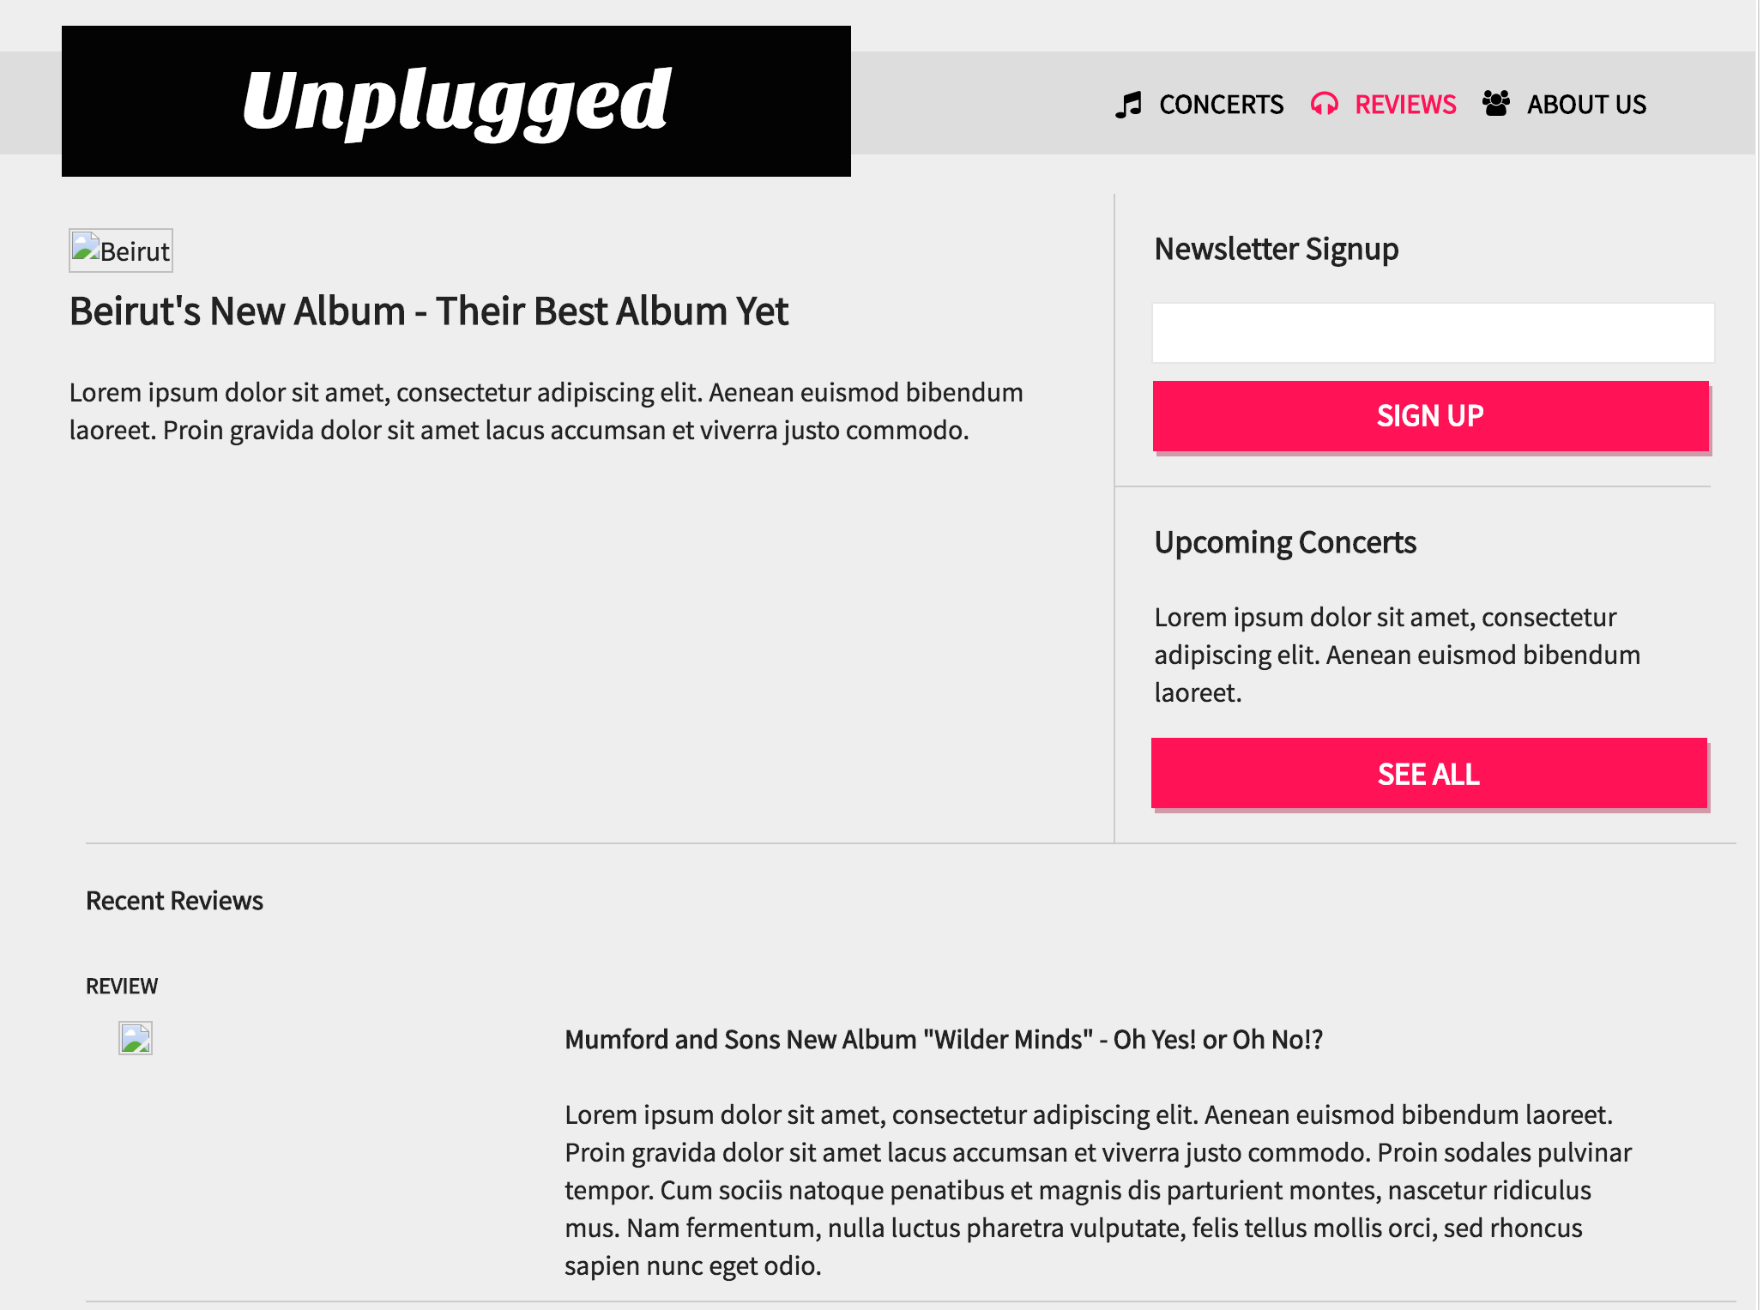 Unplugged
CONCERTS REVIEWS ABOUT US
Beirut
Beirut's New Album - Their Best Album Yet
Lorem ipsum dolor sit amet, consectetur adipiscing elit. Aenean euismod bibendum
laoreet. Proin gravida dolor sit amet lacus accumsan et viverra justo commodo.
Newsletter Signup
SIGN UP
Upcoming Concerts
Lorem ipsum dolor sit amet, consectetur
adipiscing elit. Aenean euismod bibendum
laoreet.
SEE ALL
Recent Reviews
REVIEW
Mumford and Sons New Album "Wilder Minds" - Oh Yes! or Oh No!?
Lorem ipsum dolor sit amet, consectetur adipiscing elit. Aenean euismod bibendum laoreet.
Proin gravida dolor sit amet lacus accumsan et viverra justo commodo. Proin sodales pulvinar
tempor. Cum sociis natoque penatibus et magnis dis parturient montes, nascetur ridiculus
mus. Nam fermentum, nulla luctus pharetra vulputate, felis tellus mollis orci, sed rhoncus
sapien nunc eget odio.